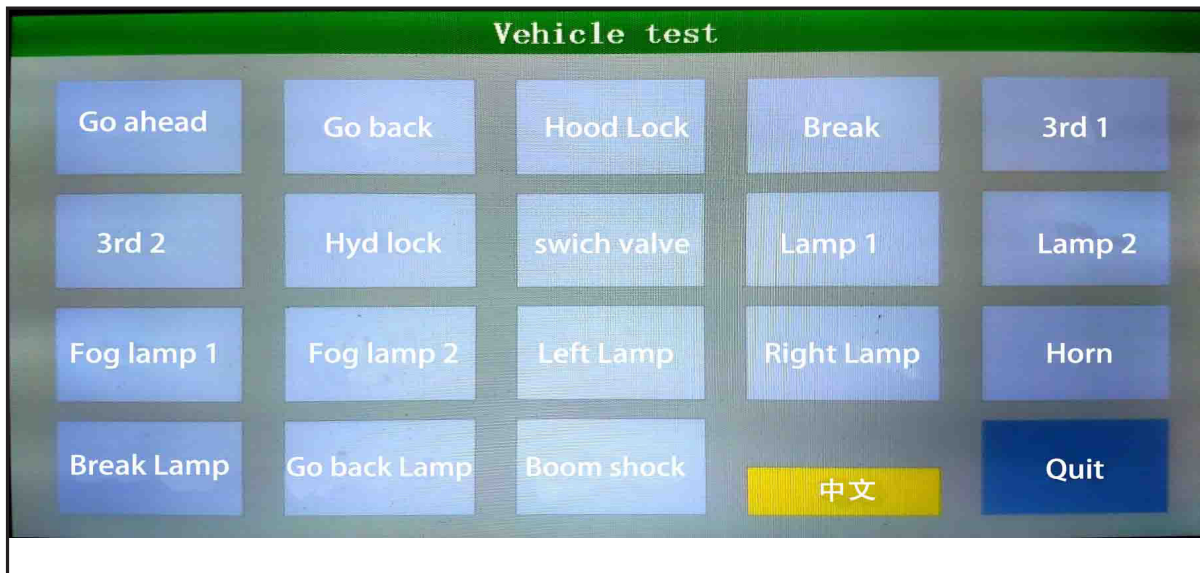 Vehicle test
Go ahead
Go back
Hood Lock
Break
3rd 1
3rd 2
Hyd lock
swich valve
Lamp 1
Lamp 2
Fog lamp 1
Fog lamp 2
Left Lamp
Right Lamp
Horn
Break Lamp
Go back Lamp
Boom shock
中文
Quit